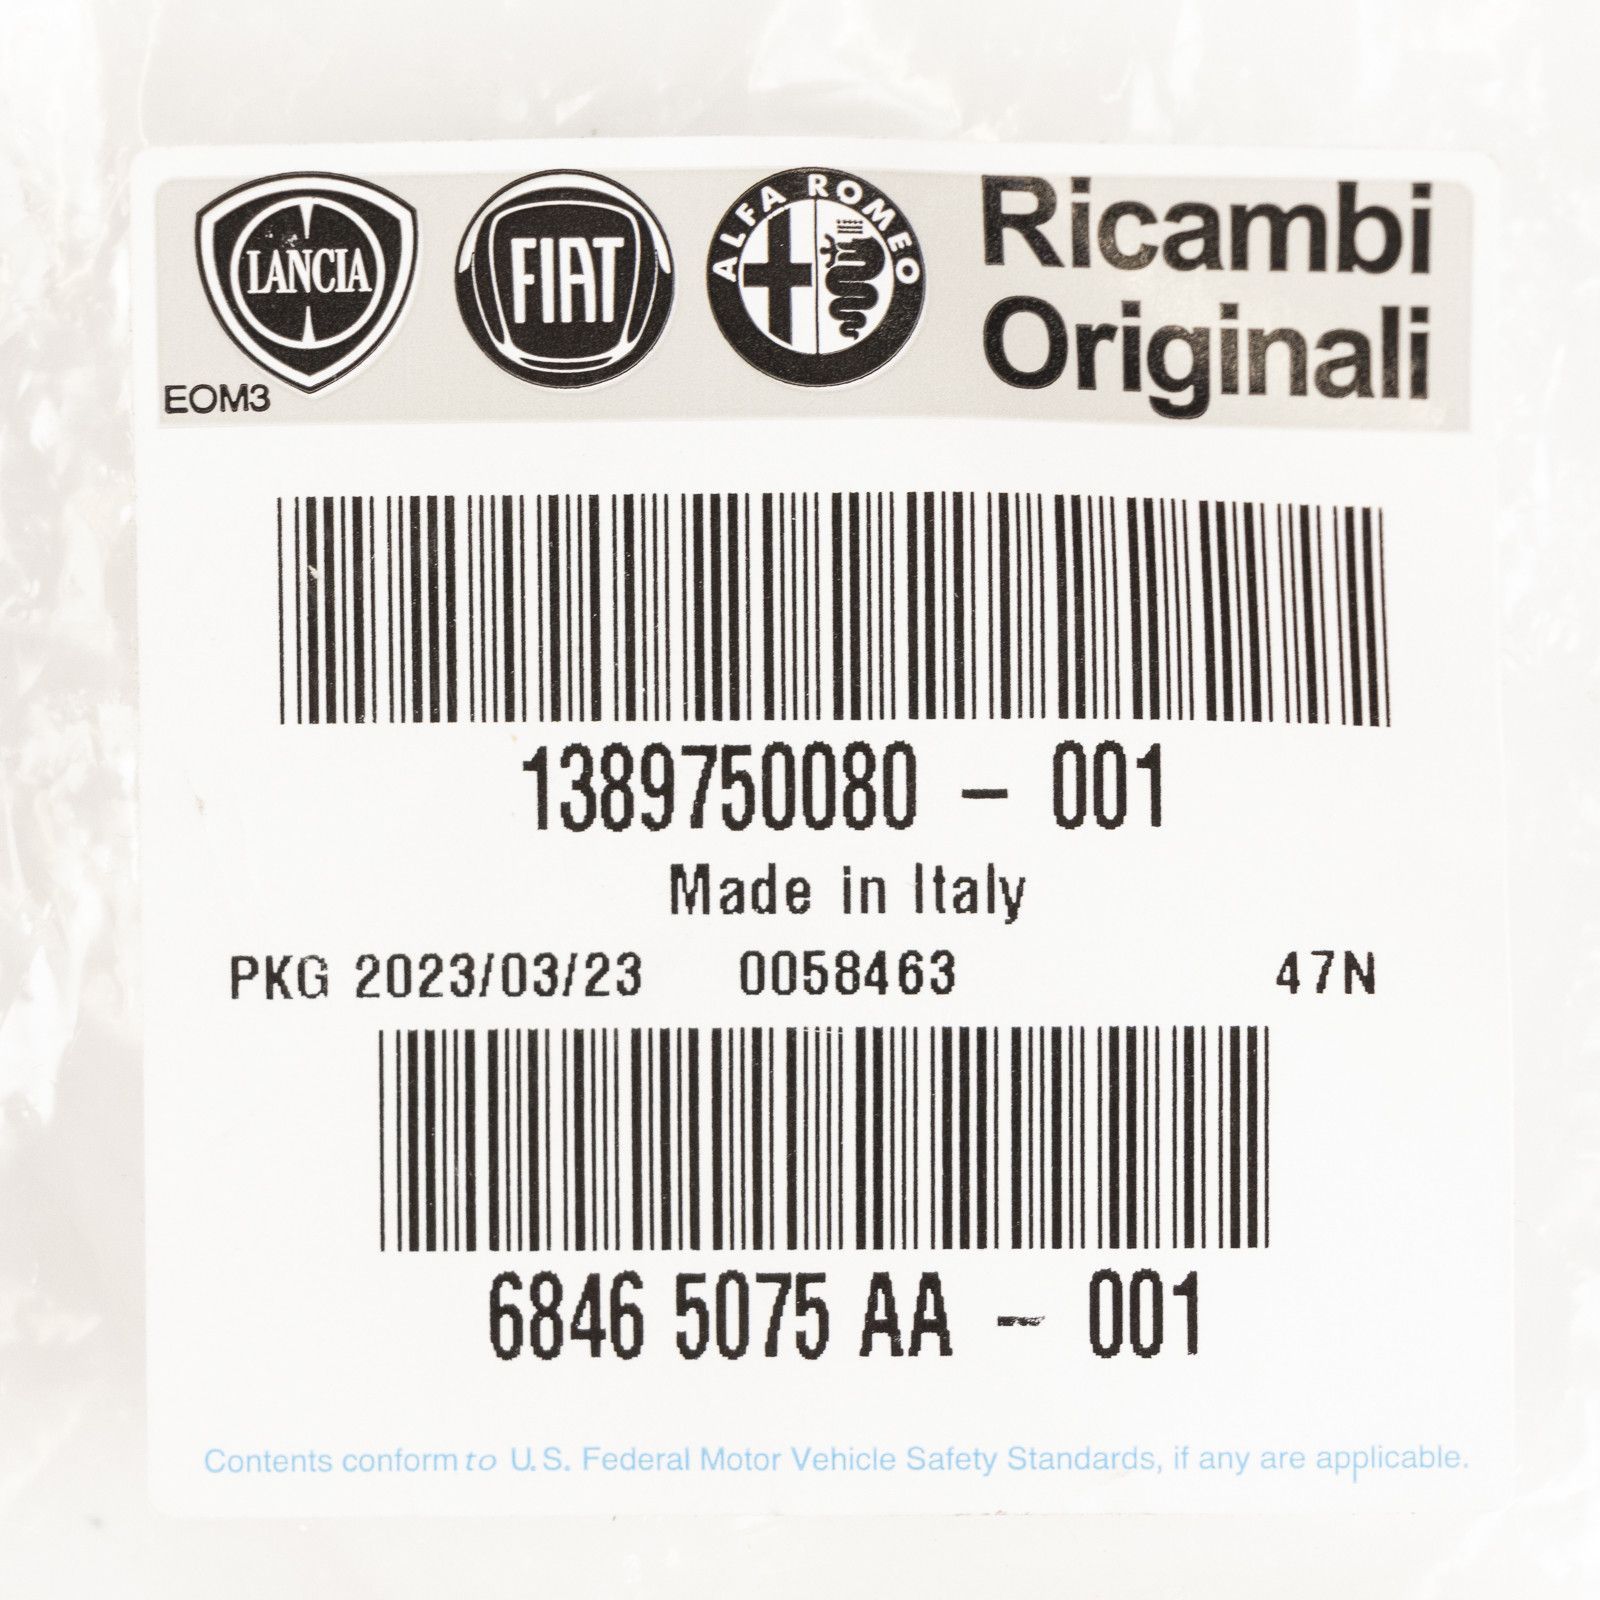 LANCIA
FIAT
ALFA ROMEO
Ricambi
Originali
EOM3
1389750080 - 001
Made in Italy
PKG 2023/03/23 0058463 47N
6846 5075 AA - 001
Contents conform to U.S. Federal Motor Vehicle Safety Standards, if any are applicable.